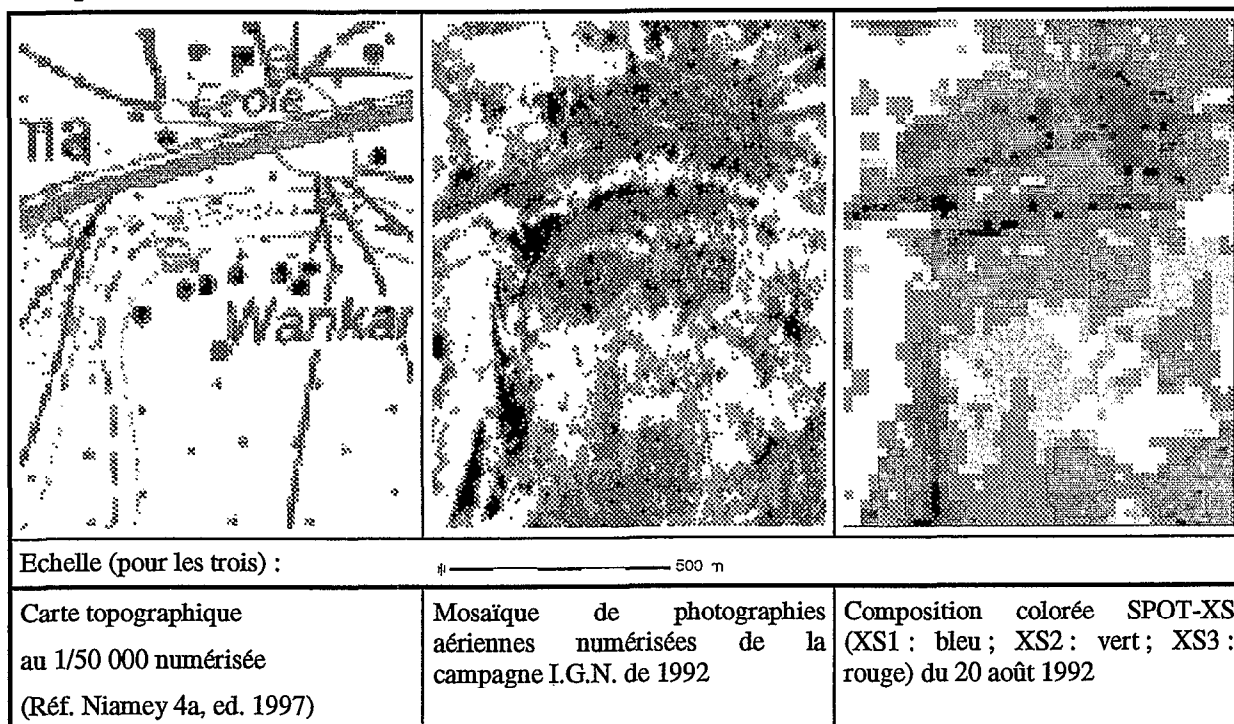 Ecole
na
Wankar
Echelle (pour les trois) :
500 m
Carte topographique
au 1/50 000 numérisée
(Réf. Niamey 4a, ed. 1997)
Mosaïque de photographies
aériennes numérisées de la
campagne I.G.N. de 1992
Composition colorée SPOT-XS
(XS1 : bleu ; XS2 : vert ; XS3 :
rouge) du 20 août 1992